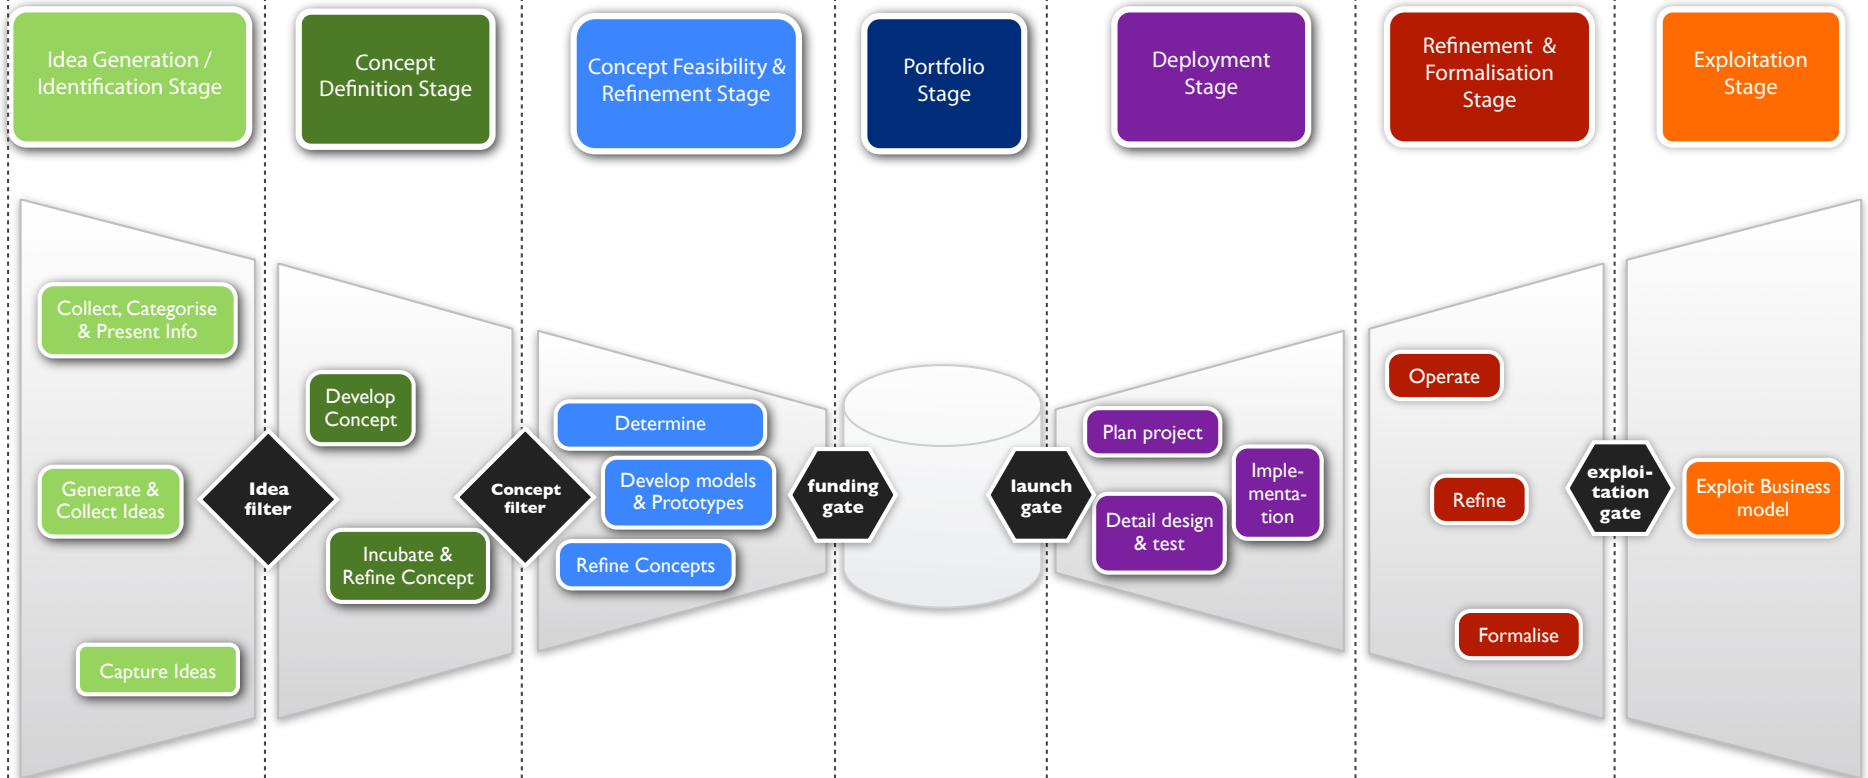 Idea Generation /
Identification Stage
Concept
Definition Stage
Concept Feasibility &
Refinement Stage
Portfolio
Stage
Deployment
Stage
Refinement &
Formalisation
Stage
Exploitation
Stage
Collect, Categorise
& Present Info
Generate &
Collect Ideas
Capture Ideas
Idea
filter
Develop
Concept
Incubate &
Refine Concept
Concept
filter
Determine
Develop models
& Prototypes
Refine Concepts
funding
gate
launch
gate
Plan project
Detail design
& test
Imple-
menta-
tion
Operate
Refine
Formalise
exploi-
tation
gate
Exploit Business
model